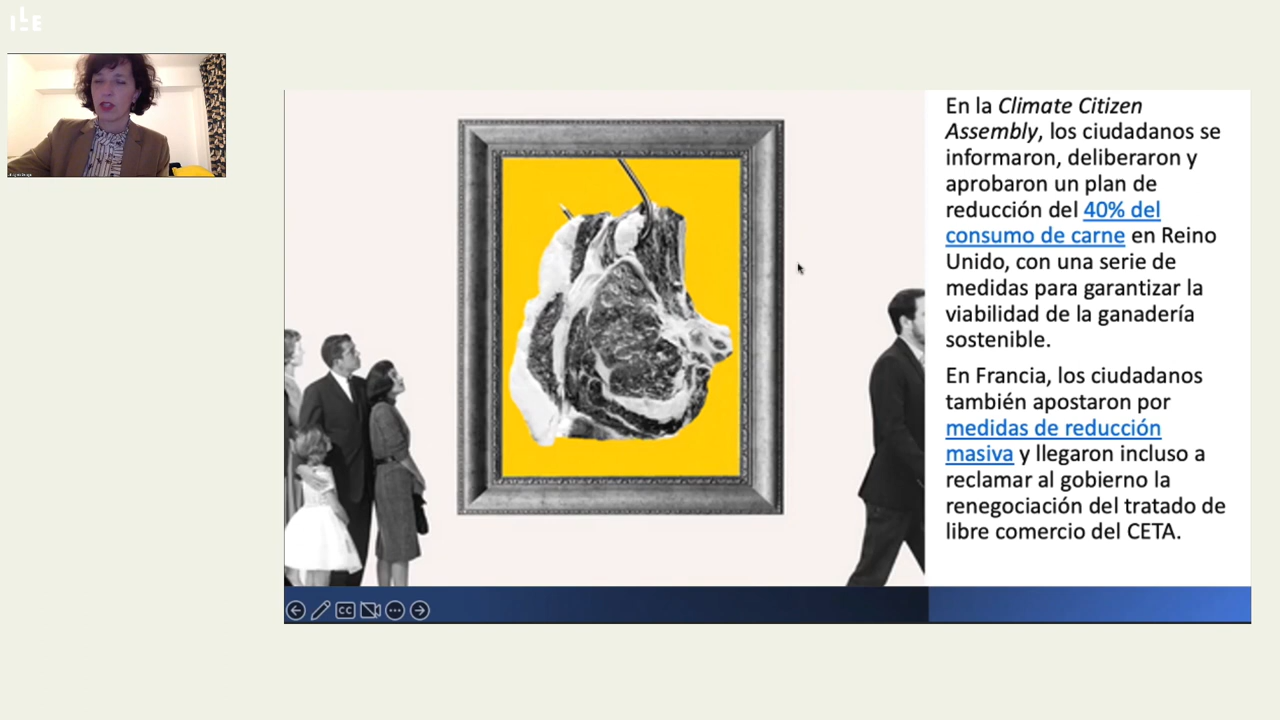 ILE
En la Climate Citizen
Assembly, los ciudadanos se
informaron, deliberaron y
aprobaron un plan de
reducción del 40% del
consumo de carne en Reino
Unido, con una serie de
medidas para garantizar la
viabilidad de la ganadería
sostenible.
En Francia, los ciudadanos
también apostaron por
medidas de reducción
masiva y llegaron incluso a
reclamar al gobierno la
renegociación del tratado de
libre comercio del CETA.
CC